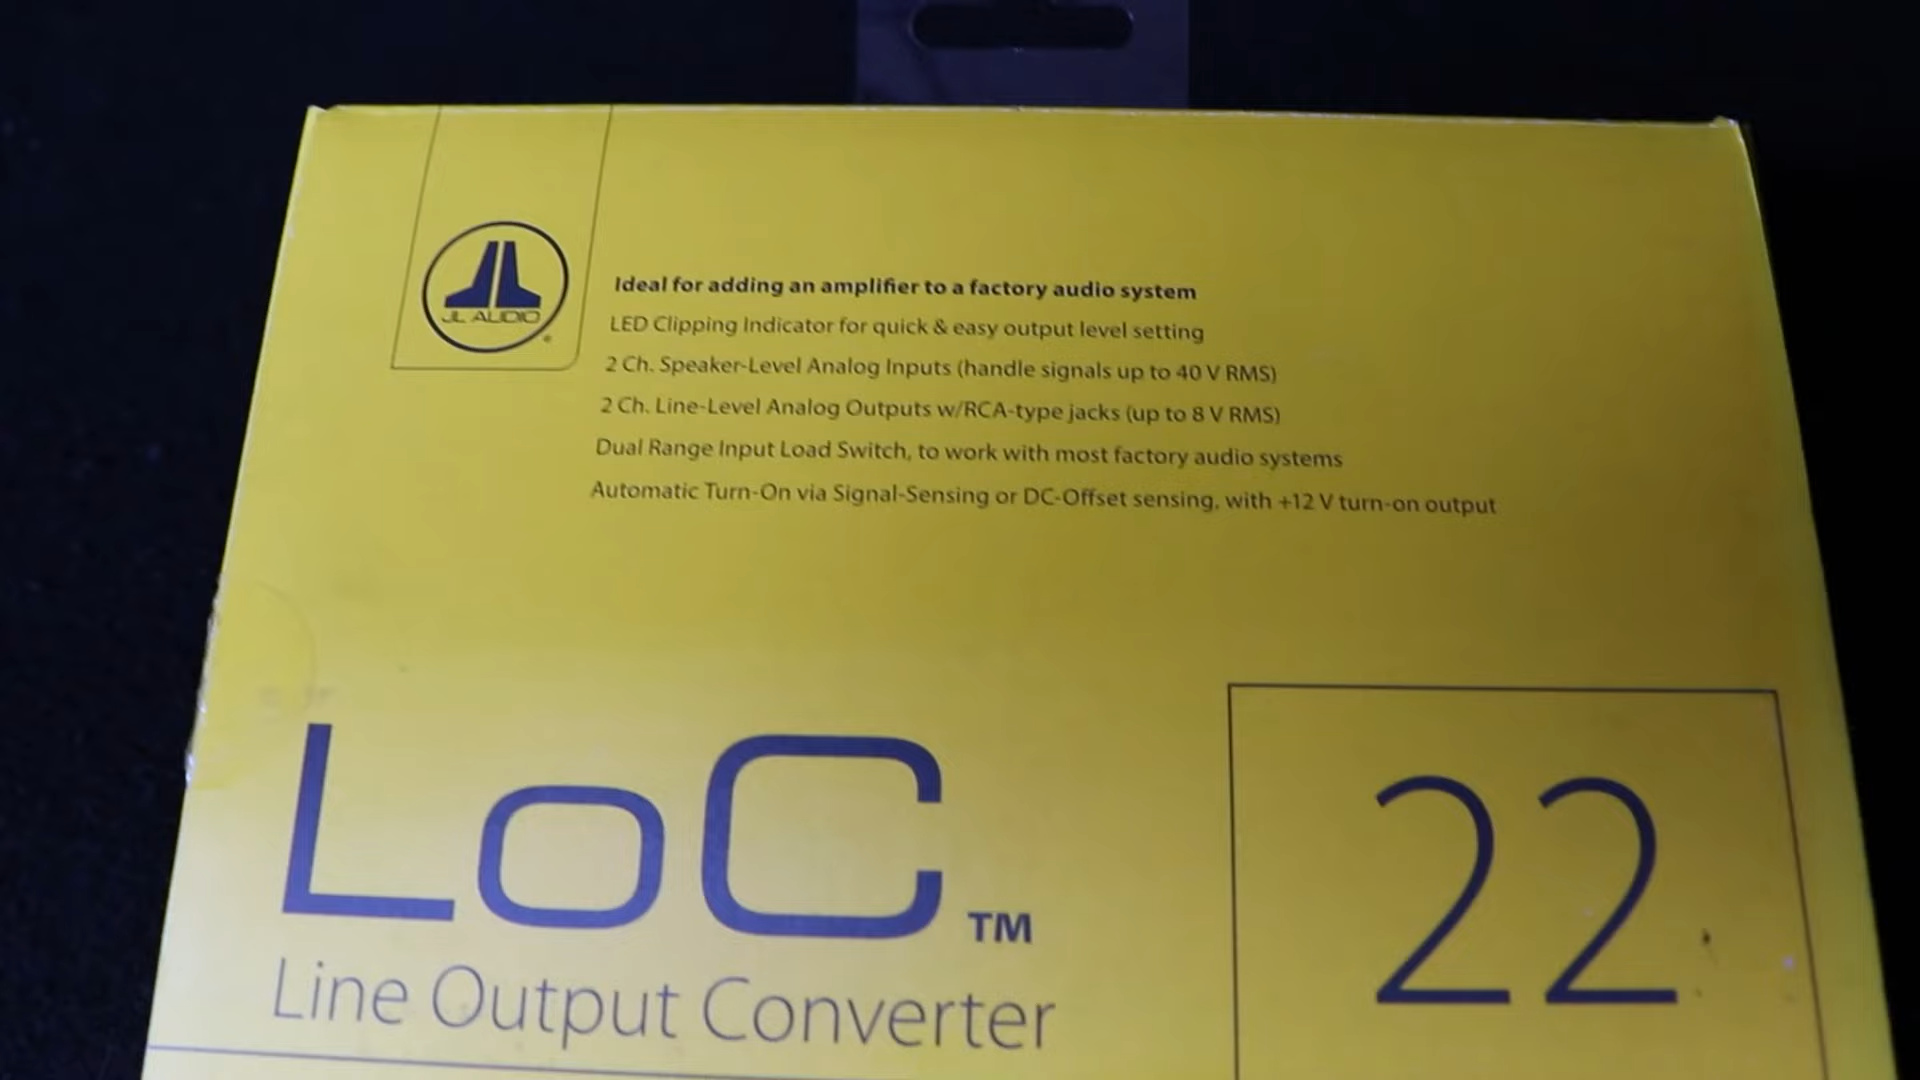 JL AUDIO
Ideal for adding an amplifier to a factory audio system
LED Clipping Indicator for quick & easy output level setting
2 Ch. Speaker-Level Analog Inputs (handle signals up to 40 V RMS)
2 Ch. Line-Level Analog Outputs w/RCA-type jacks (up to 8 V RMS)
Dual Range Input Load Switch, to work with most factory audio systems
Automatic Turn-On via Signal-Sensing or DC-Offset sensing, with +12 V turn-on output
LoC™
22
Line Output Converter